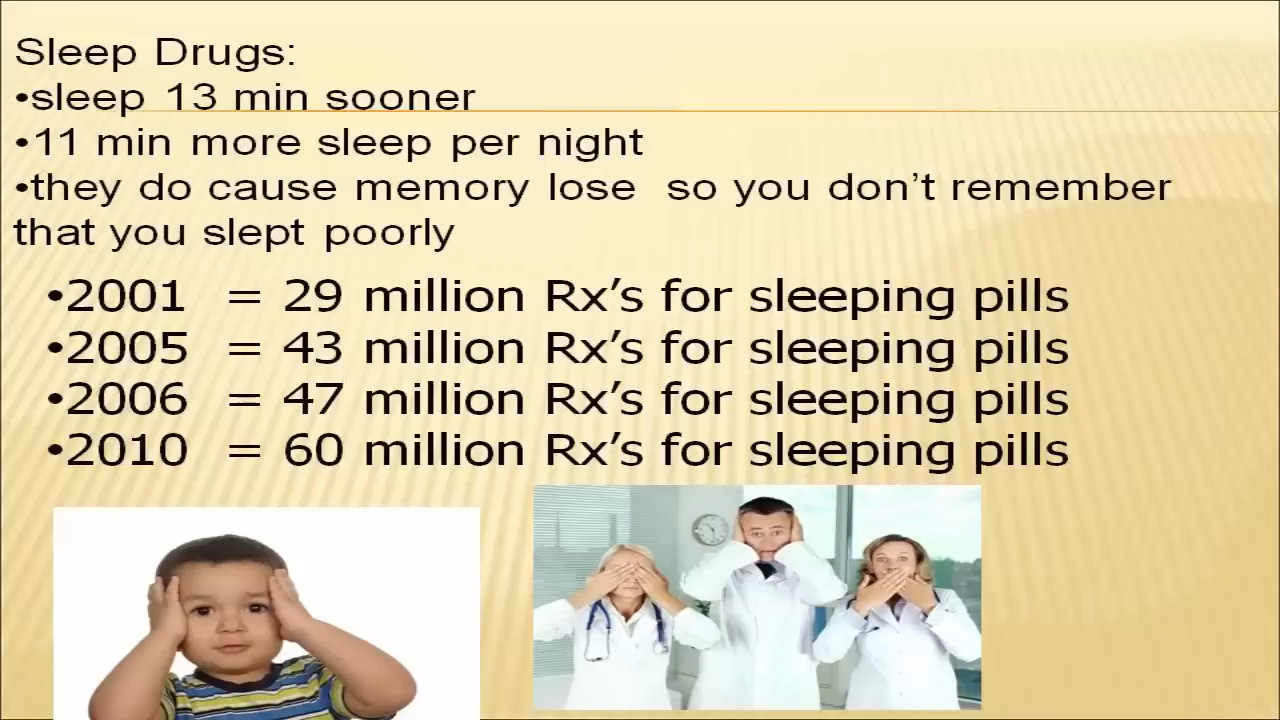 Sleep Drugs:
•sleep 13 min sooner
•11 min more sleep per night
•they do cause memory lose so you don’t remember
that you slept poorly
•2001 = 29 million Rx’s for sleeping pills
•2005 = 43 million Rx’s for sleeping pills
•2006 = 47 million Rx’s for sleeping pills
•2010 = 60 million Rx’s for sleeping pills